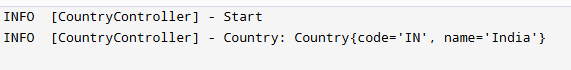 INFO  [CountryController] - Start
INFO  [CountryController] - Country: Country{code='IN', name='India'}